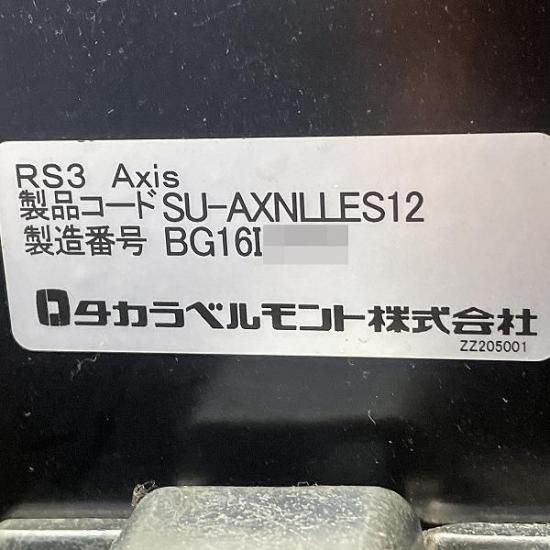 RS3 Axis
製品コード SU-AXNLLES12
製造番号 BG16I
タカラベルモント株式会社
ZZ205001